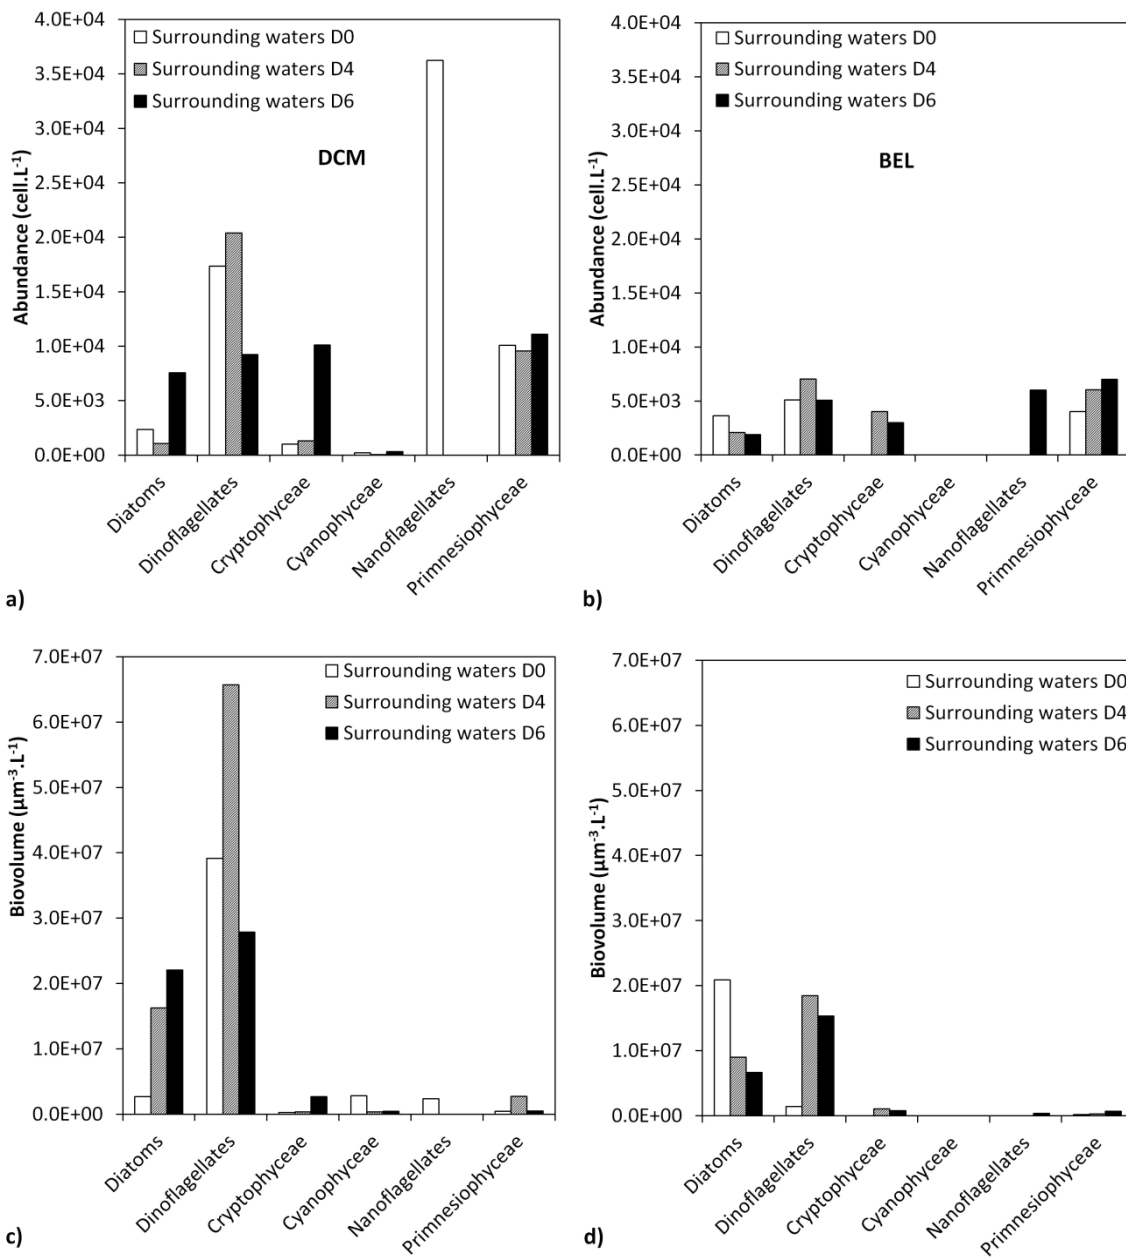 4.0E+04
3.5E+04
3.0E+04
2.5E+04
2.0E+04
1.5E+04
1.0E+04
5.0E+03
0.0E+00
Abundance (cell.L⁻¹)
Surrounding waters D0
Surrounding waters D4
Surrounding waters D6
DCM
Diatoms
Dinoflagellates
Cryptophyceae
Cyanophyceae
Nanoflagellates
Primnesiophyceae
a)
4.0E+04
3.5E+04
3.0E+04
2.5E+04
2.0E+04
1.5E+04
1.0E+04
5.0E+03
0.0E+00
Abundance (cell.L⁻¹)
Surrounding waters D0
Surrounding waters D4
Surrounding waters D6
BEL
Diatoms
Dinoflagellates
Cryptophyceae
Cyanophyceae
Nanoflagellates
Primnesiophyceae
b)
7.0E+07
6.0E+07
5.0E+07
4.0E+07
3.0E+07
2.0E+07
1.0E+07
0.0E+00
Biovolume (µm⁻³.L⁻¹)
Surrounding waters D0
Surrounding waters D4
Surrounding waters D6
Diatoms
Dinoflagellates
Cryptophyceae
Cyanophyceae
Nanoflagellates
Primnesiophyceae
c)
7.0E+07
6.0E+07
5.0E+07
4.0E+07
3.0E+07
2.0E+07
1.0E+07
0.0E+00
Biovolume (µm⁻³.L⁻¹)
Surrounding waters D0
Surrounding waters D4
Surrounding waters D6
Diatoms
Dinoflagellates
Cryptophyceae
Cyanophyceae
Nanoflagellates
Primnesiophyceae
d)